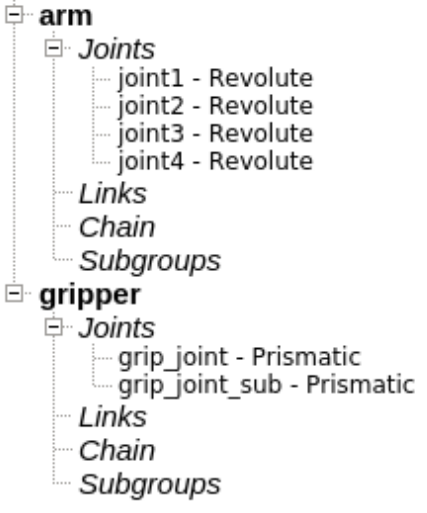 arm
Joints
joint1 - Revolute
joint2 - Revolute
joint3 - Revolute
joint4 - Revolute
Links
Chain
Subgroups
gripper
Joints
grip_joint - Prismatic
grip_joint_sub - Prismatic
Links
Chain
Subgroups